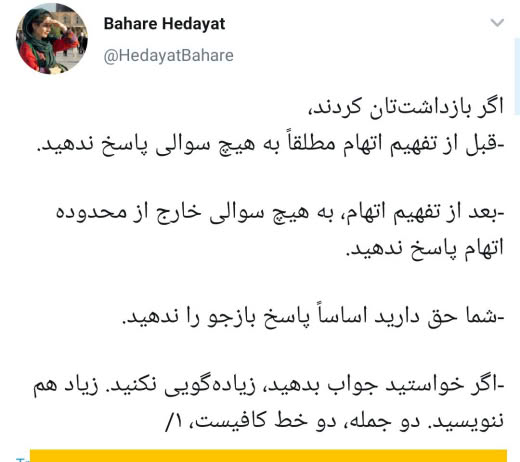 Bahare Hedayat
@HedayatBahare
اگر بازداشت‌تان کردند،
-قبل از تفهیم اتهام مطلقاً به هیچ سوالی پاسخ ندهید.
-بعد از تفهیم اتهام، به هیچ سوالی خارج از محدوده
اتهام پاسخ ندهید.
-شما حق دارید اساساً پاسخ بازجو را ندهید.
-اگر خواستید جواب بدهید، زیاده‌گویی نکنید. زیاد هم
ننویسید. دو جمله، دو خط کافیست، ۱/